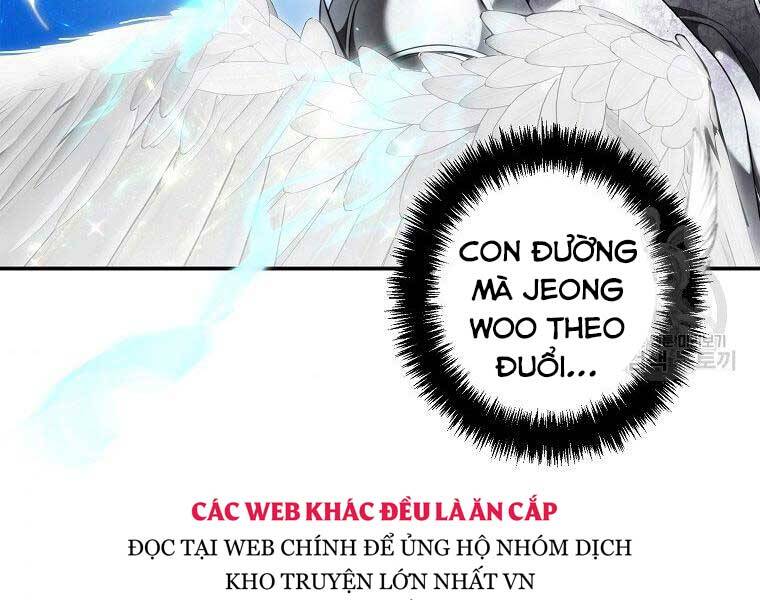 CON ĐƯỜNG
MÀ JEONG
WOO THEO
ĐUỔI...
CÁC WEB KHÁC ĐỀU LÀ ĂN CẮP
ĐỌC TẠI WEB CHÍNH ĐỂ ỦNG HỘ NHÓM DỊCH
KHO TRUYỆN LỚN NHẤT VN